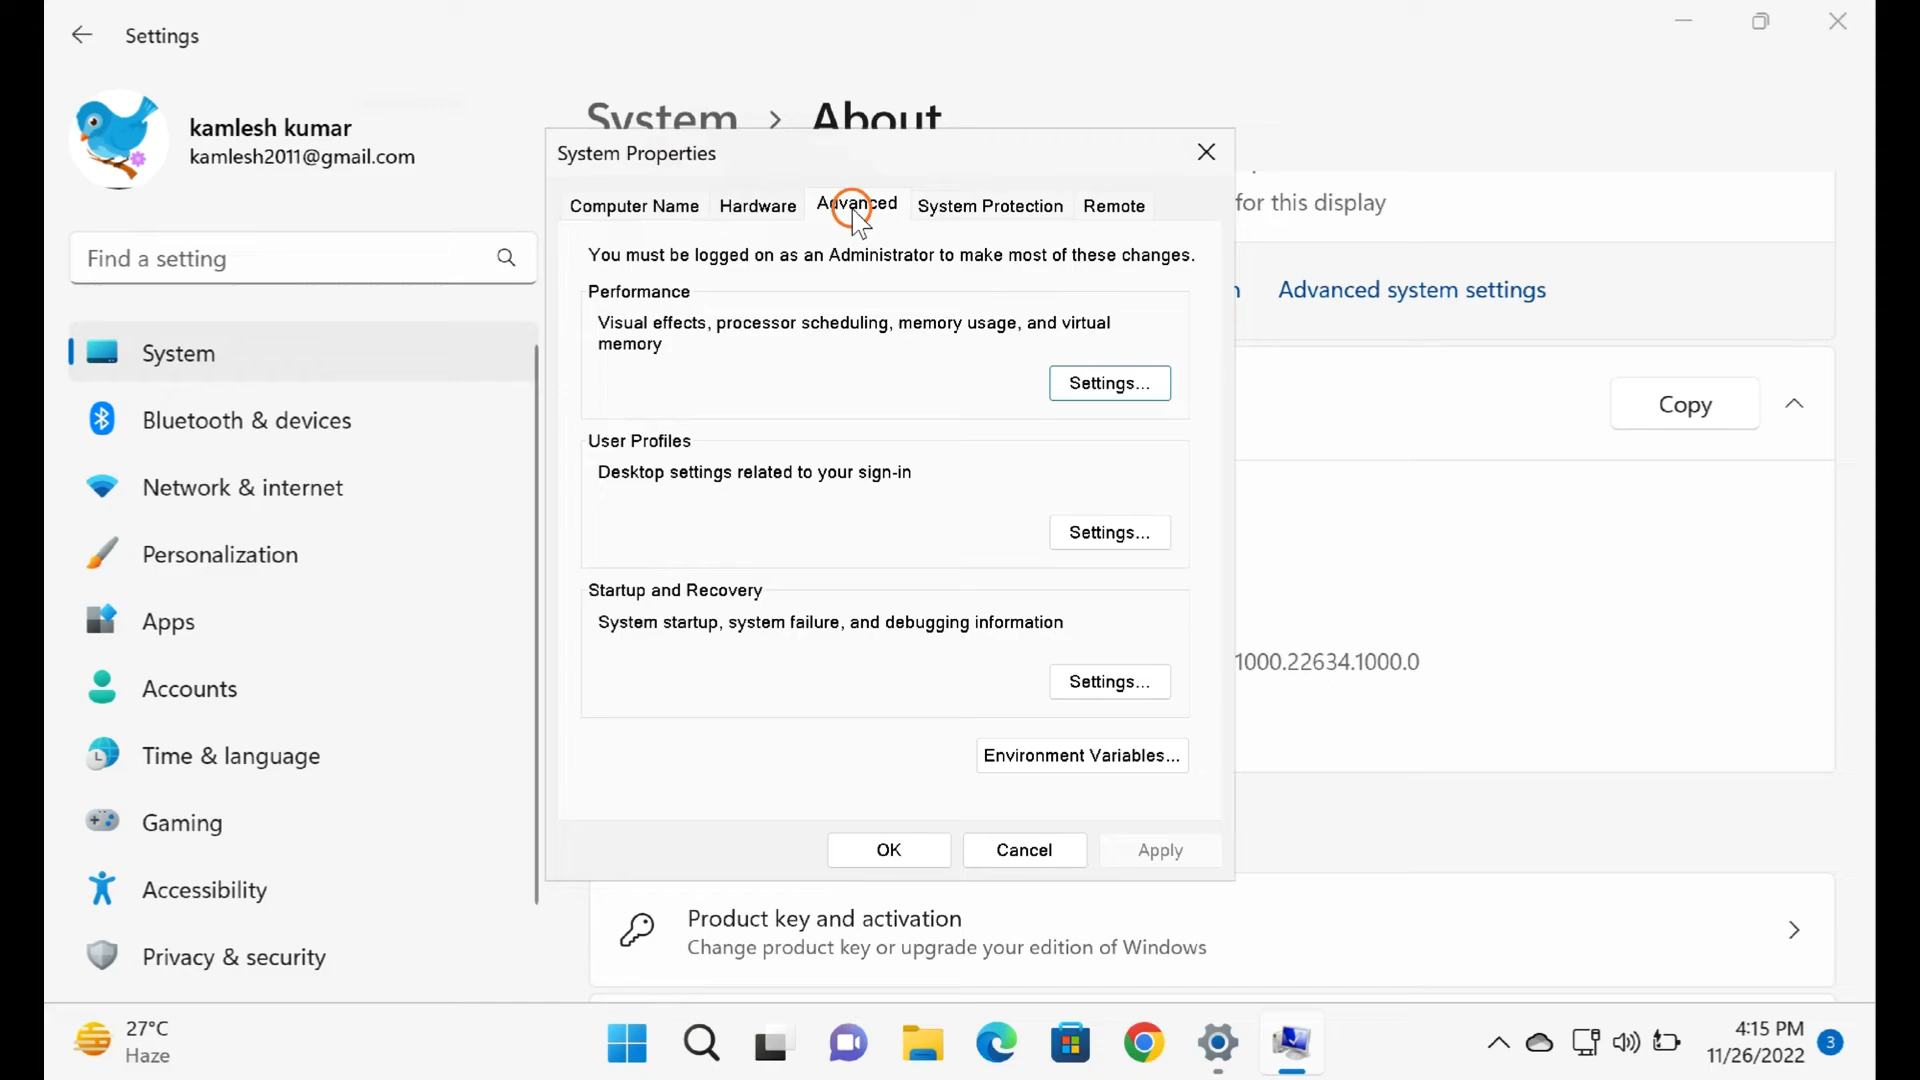 Settings
kamlesh kumar
kamlesh2011@gmail.com
Find a setting
System
Bluetooth & devices
Network & internet
Personalization
Apps
Accounts
Time & language
Gaming
Accessibility
Privacy & security
System > About
for this display
Advanced system settings
Copy
1000.22634.1000.0
System Properties
Computer Name Hardware Advanced System Protection Remote
You must be logged on as an Administrator to make most of these changes.
Performance
Visual effects, processor scheduling, memory usage, and virtual
memory
Settings...
User Profiles
Desktop settings related to your sign-in
Settings...
Startup and Recovery
System startup, system failure, and debugging information
Settings...
Environment Variables...
OK Cancel Apply
Product key and activation
Change product key or upgrade your edition of Windows
27°C
Haze
4:15 PM
11/26/2022
3